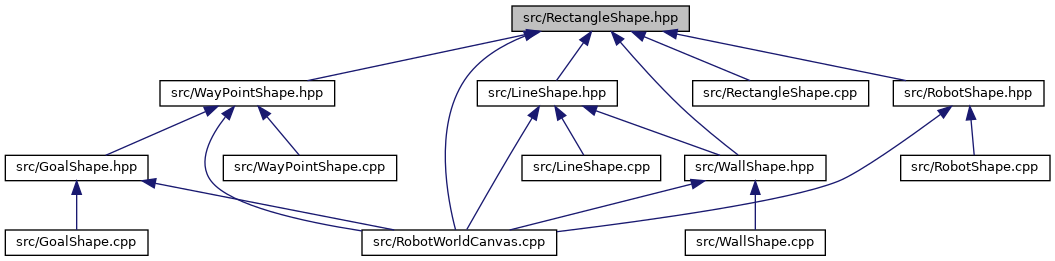 src/RectangleShape.hpp
src/WayPointShape.hpp
src/LineShape.hpp
src/RectangleShape.cpp
src/RobotShape.hpp
src/GoalShape.hpp
src/WayPointShape.cpp
src/LineShape.cpp
src/WallShape.hpp
src/RobotShape.cpp
src/GoalShape.cpp
src/RobotWorldCanvas.cpp
src/WallShape.cpp